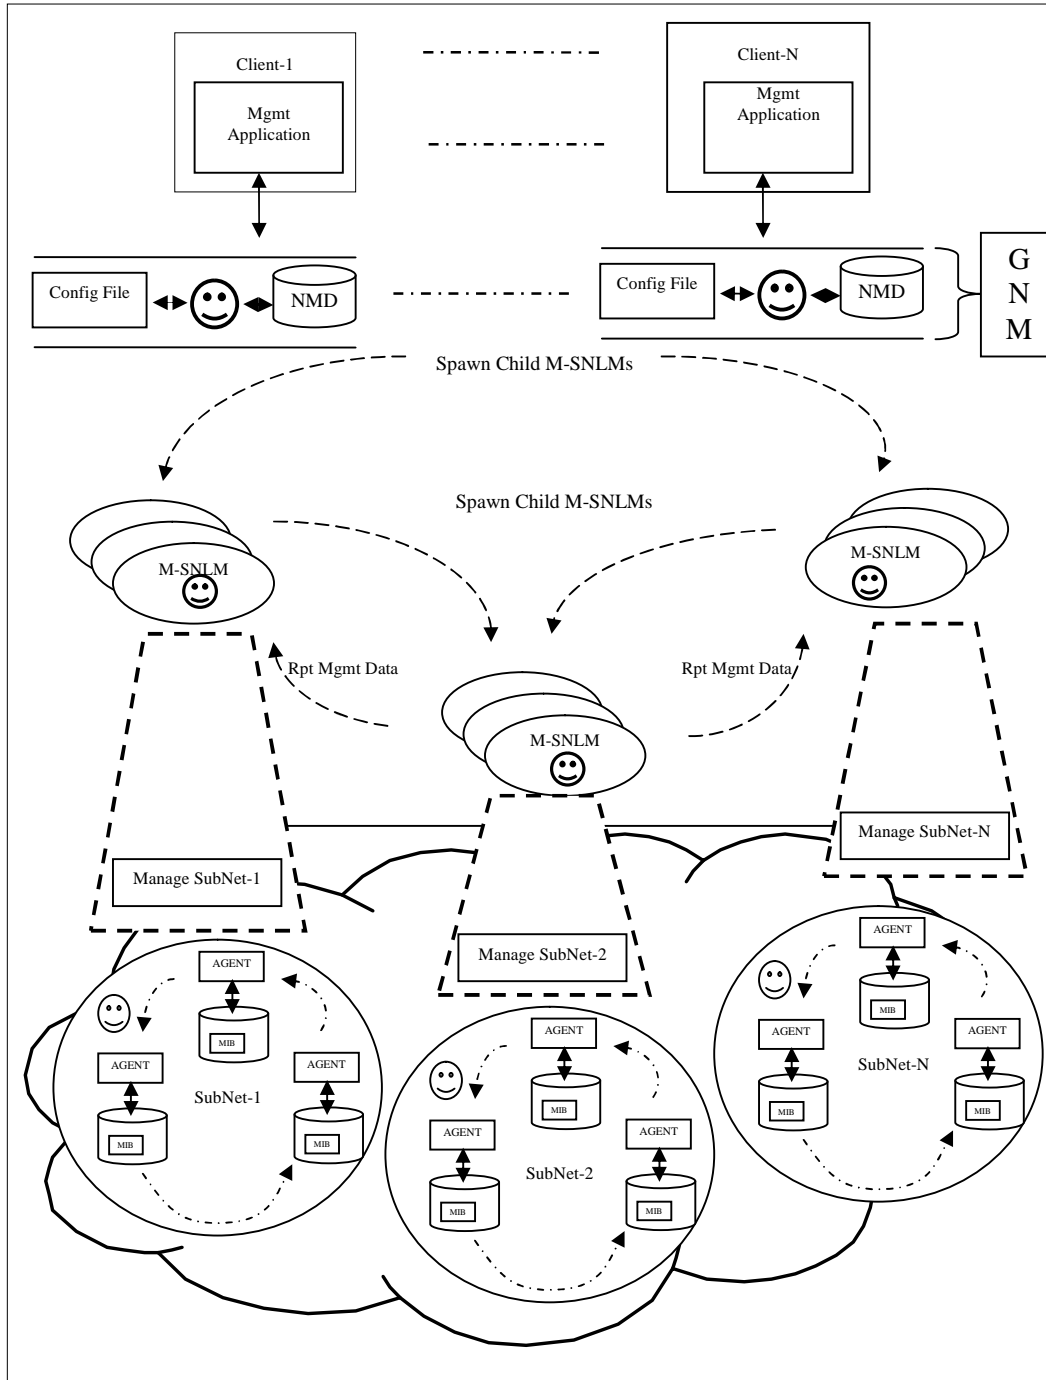 Client-1
Mgmt
Application
Client-N
Mgmt
Application
Config File
NMD
Config File
NMD
G
N
M
Spawn Child M-SNLMs
Spawn Child M-SNLMs
M-SNLM
M-SNLM
Rpt Mgmt Data
Rpt Mgmt Data
M-SNLM
Manage SubNet-1
Manage SubNet-2
Manage SubNet-N
AGENT
MIB
AGENT
MIB
AGENT
MIB
SubNet-1
AGENT
MIB
AGENT
MIB
AGENT
MIB
SubNet-2
AGENT
MIB
AGENT
MIB
AGENT
MIB
SubNet-N